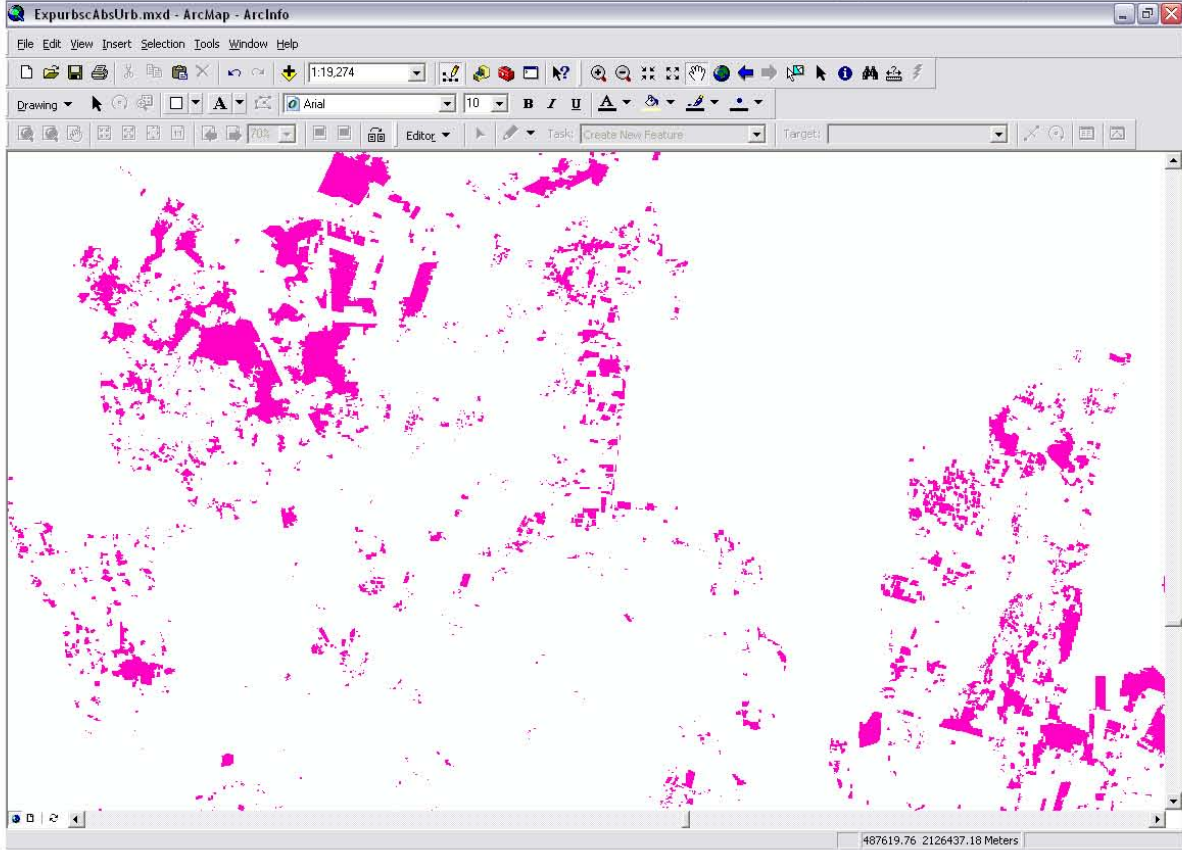 ExpurbscAbsUrb.mxd - ArcMap - ArcInfo
File Edit View Insert Selection Tools Window Help
1:19,274
Drawing Arial 10 B I U A
70% Editor Task: Create New Feature Target:
487619.76 2126437.18 Meters